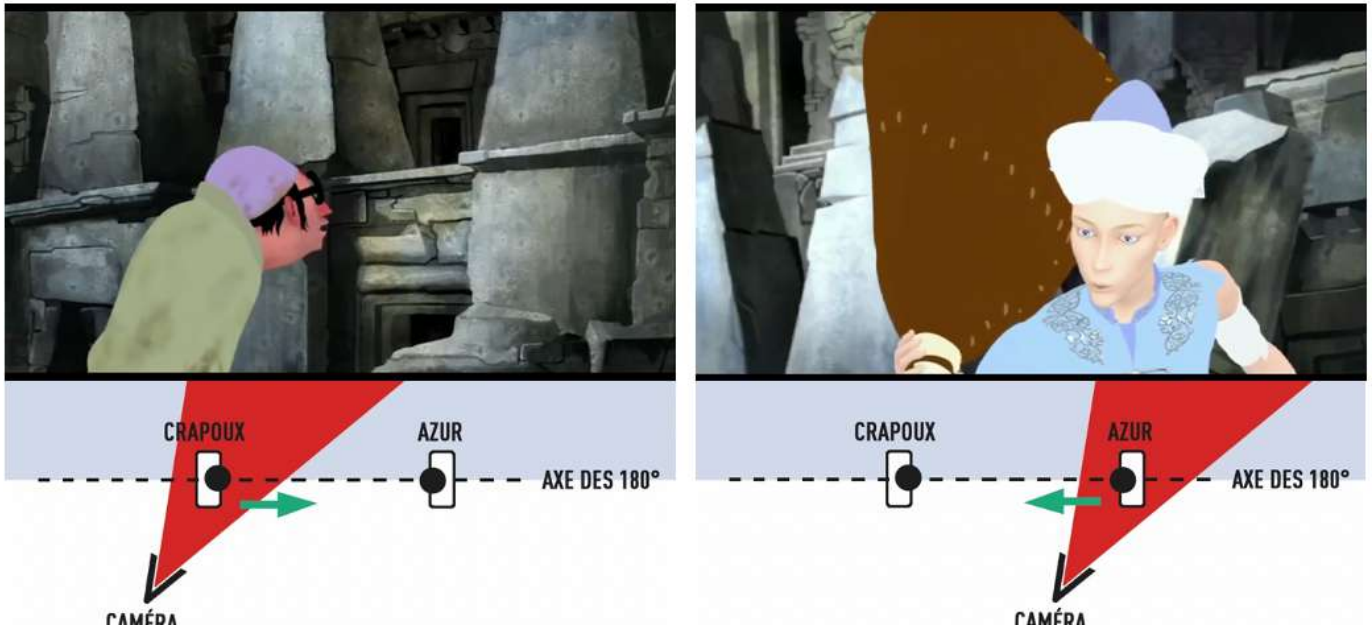 CRAPOUX
AZUR
AXE DES 180°
CAMÉRA
CRAPOUX
AZUR
AXE DES 180°
CAMÉRA